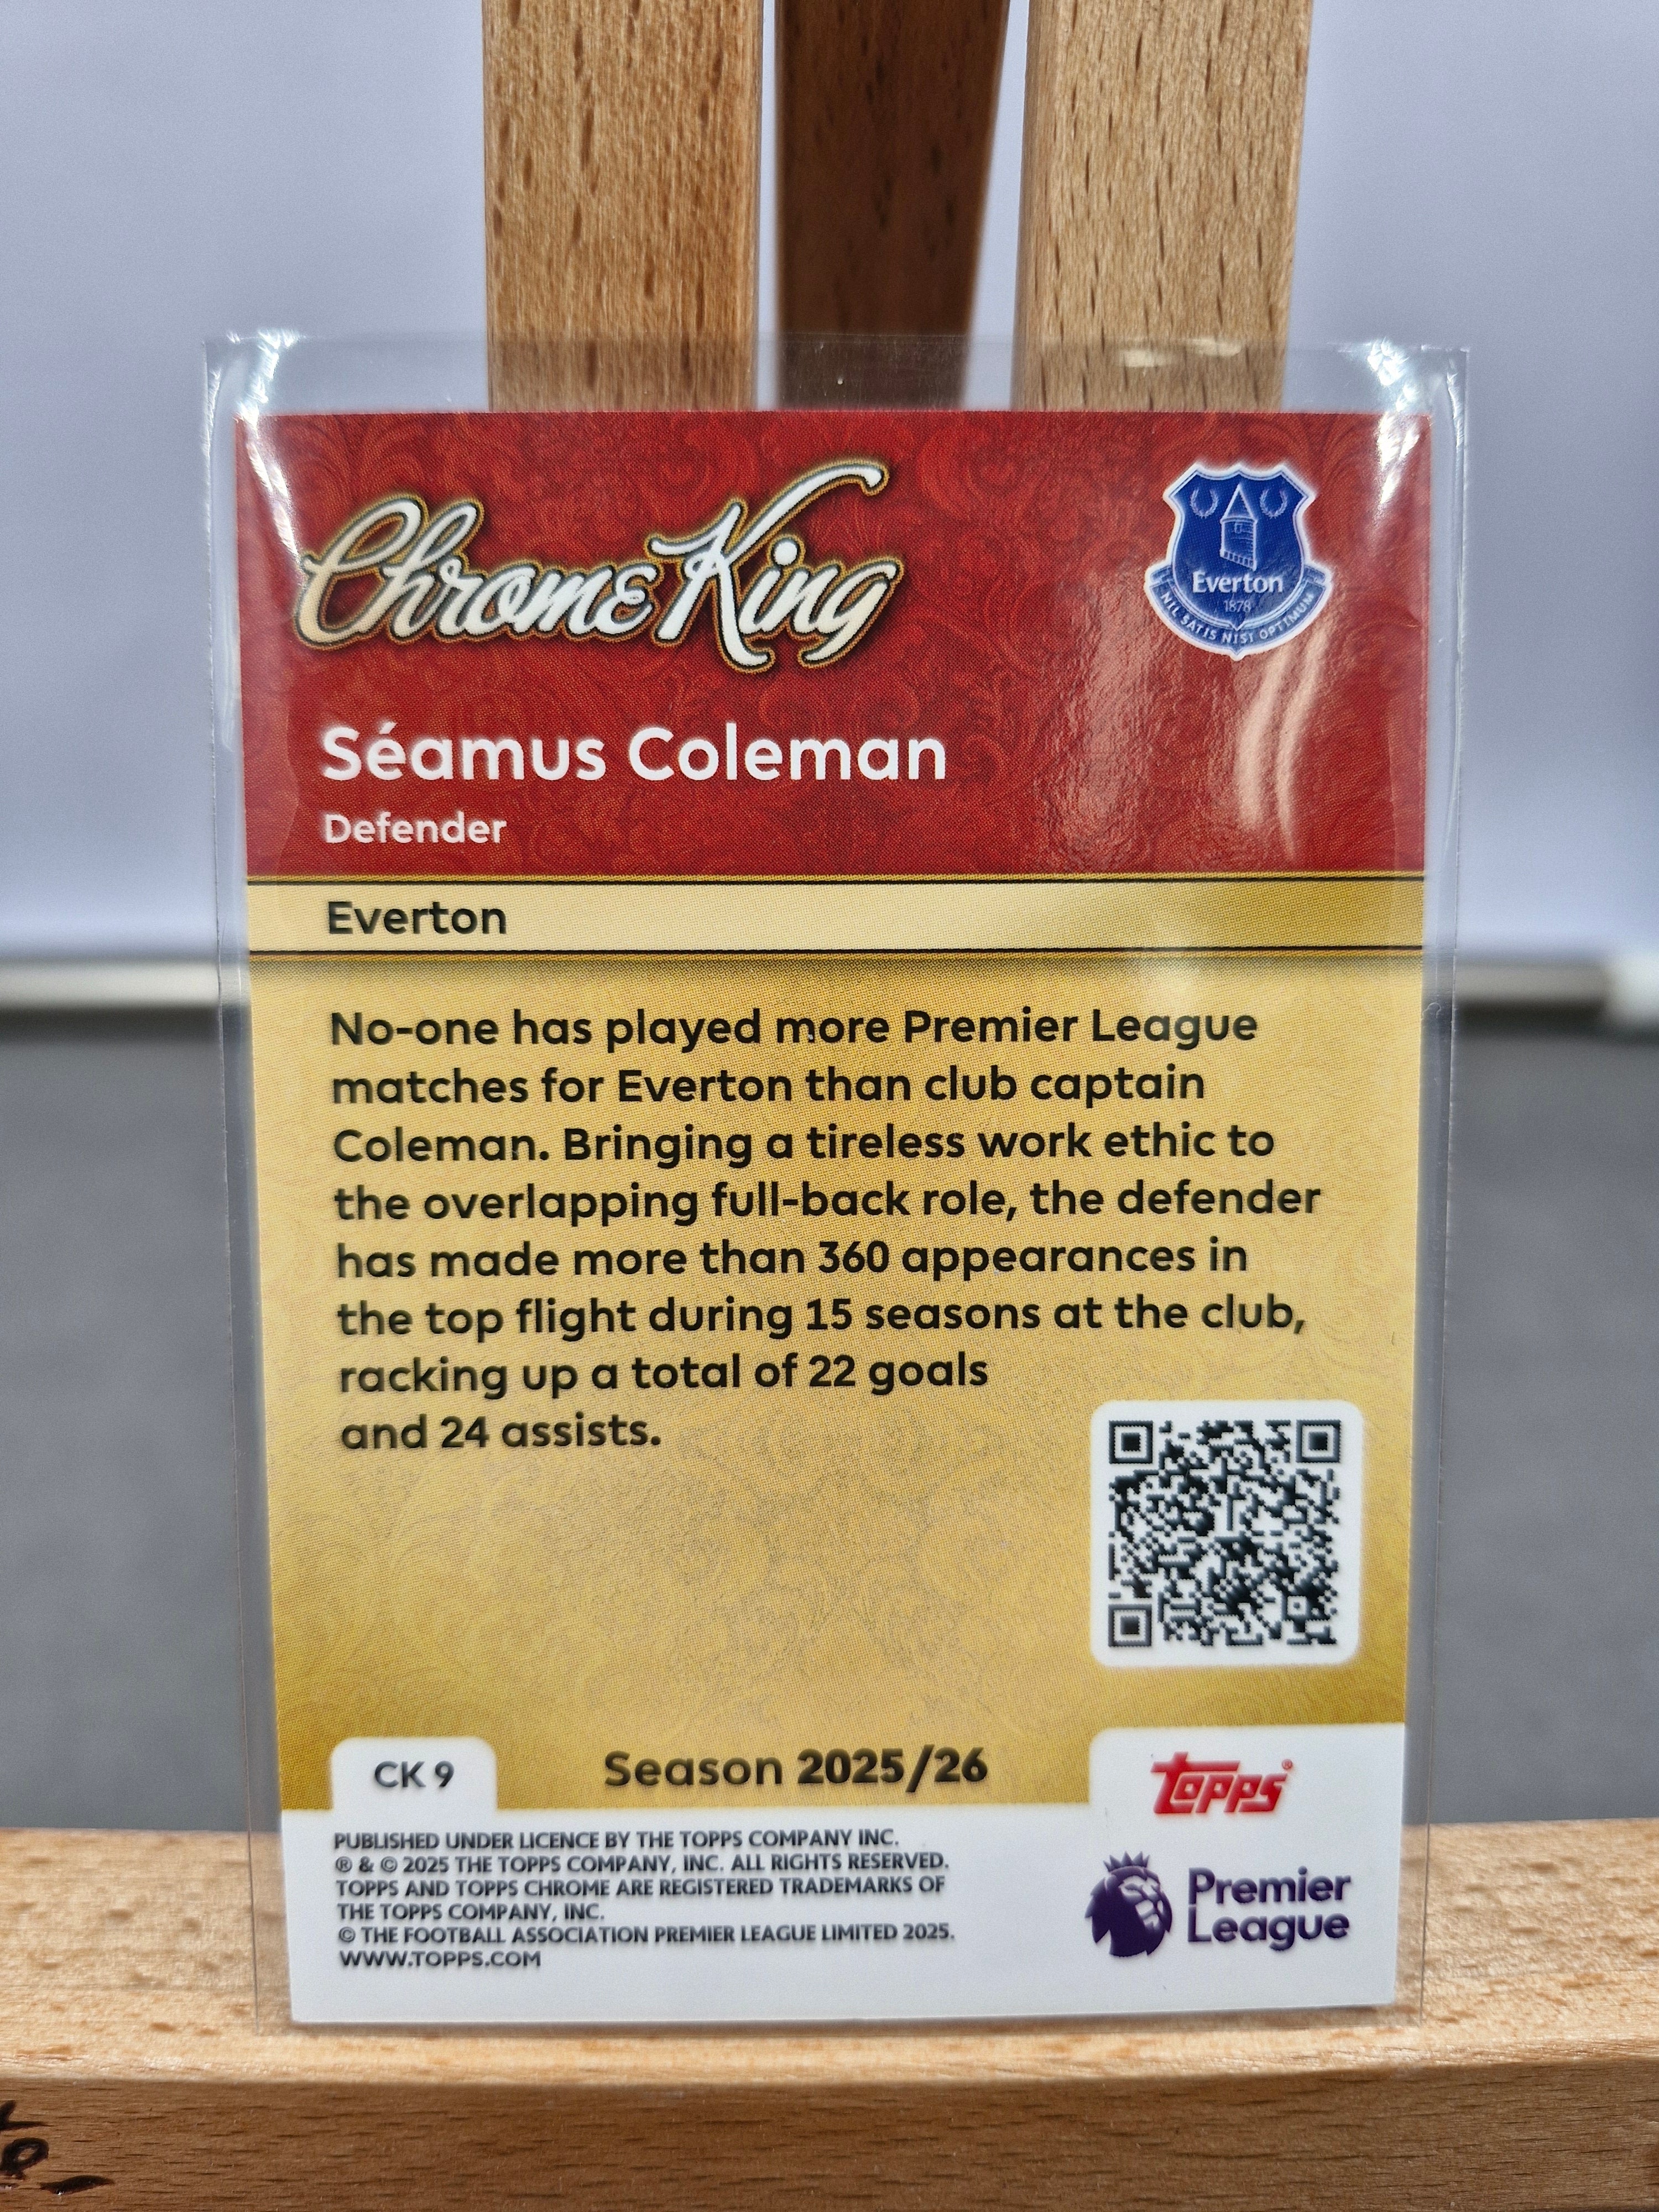 Chrome King
Everton
1878
NIL SATIS NISI OPTIMUM
Séamus Coleman
Defender
Everton
No-one has played more Premier League
matches for Everton than club captain
Coleman. Bringing a tireless work ethic to
the overlapping full-back role, the defender
has made more than 360 appearances in
the top flight during 15 seasons at the club,
racking up a total of 22 goals
and 24 assists.
CK 9
Season 2025/26
topps®
PUBLISHED UNDER LICENCE BY THE TOPPS COMPANY INC.
® & © 2025 THE TOPPS COMPANY, INC. ALL RIGHTS RESERVED.
TOPPS AND TOPPS CHROME ARE REGISTERED TRADEMARKS OF
THE TOPPS COMPANY, INC.
© THE FOOTBALL ASSOCIATION PREMIER LEAGUE LIMITED 2025.
WWW.TOPPS.COM
Premier
League